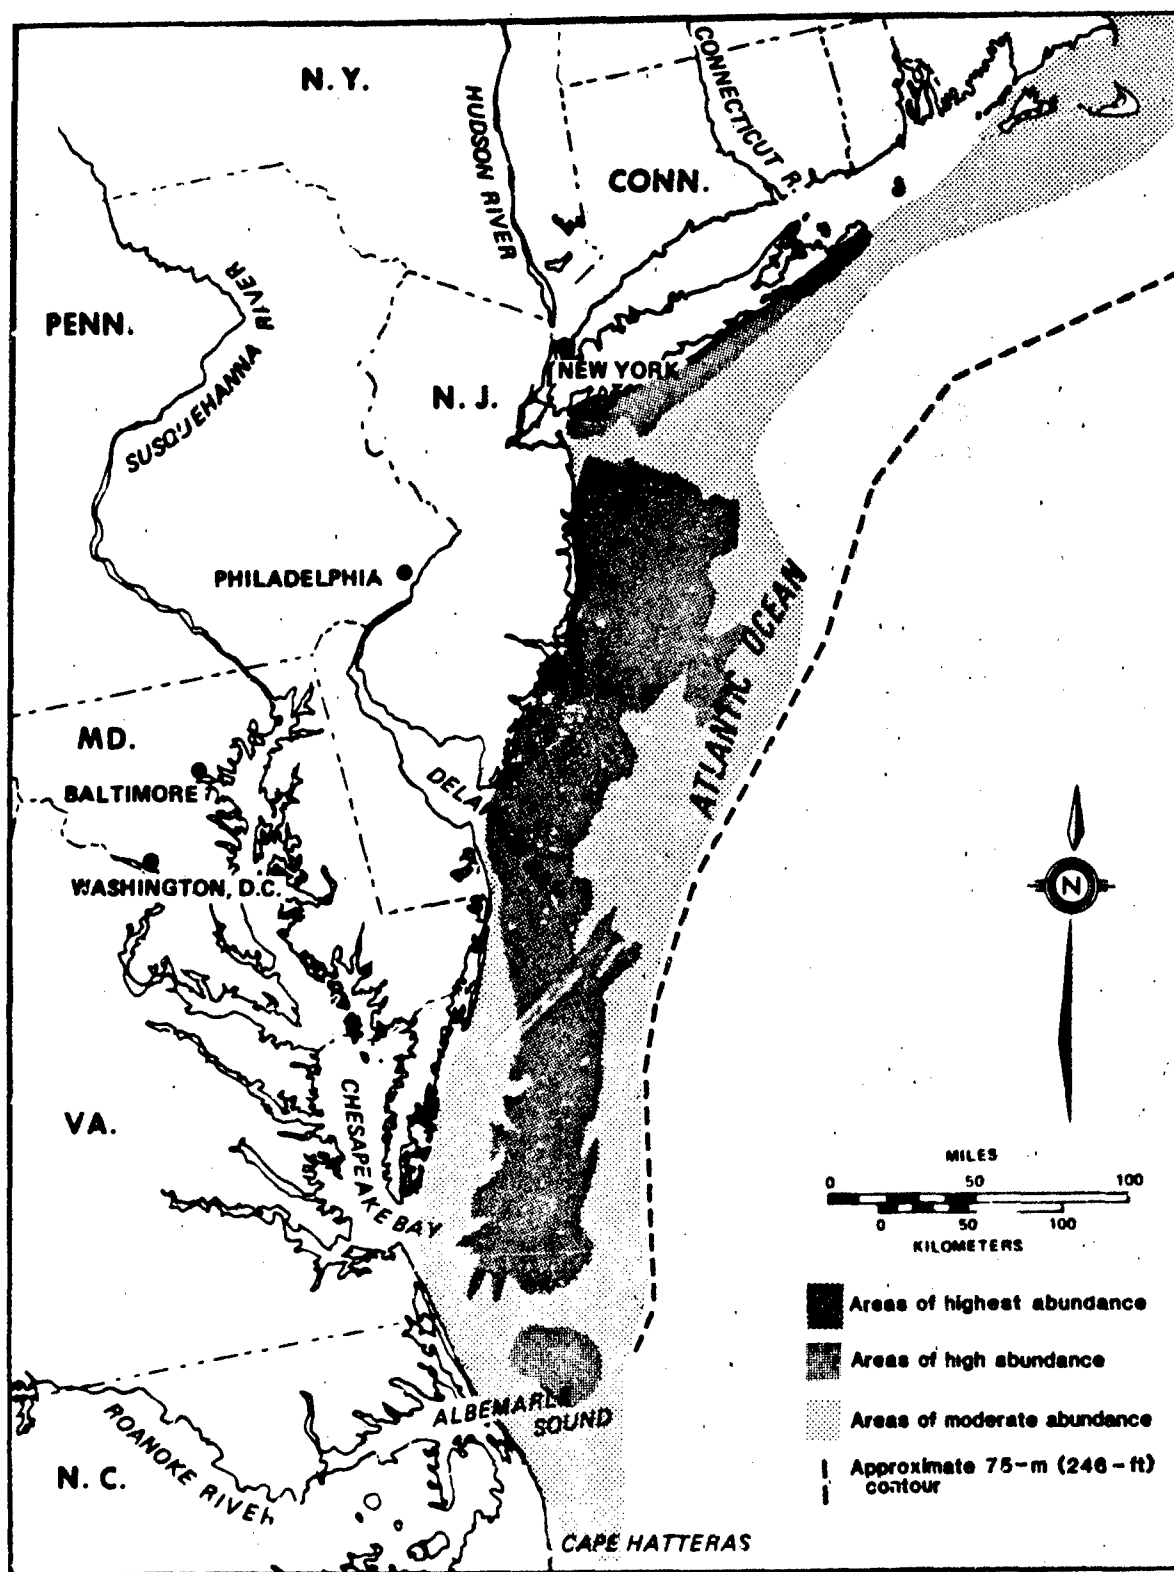 N. Y.
HUDSON RIVER
CONNECTICUT R.
CONN.
PENN.
SUSQUEHANNA RIVER
NEW YORK
N. J.
PHILADELPHIA
MD.
BALTIMORE
DELA
WASHINGTON, D.C.
ATLANTIC OCEAN
N
VA.
CHESAPEAKE BAY
MILES
0 50 100
0 50 100
KILOMETERS
Areas of highest abundance
Areas of high abundance
Areas of moderate abundance
Approximate 75-m (246-ft)
contour
ALBEMARLE
SOUND
ROANOKE RIVER
N. C.
CAPE HATTERAS